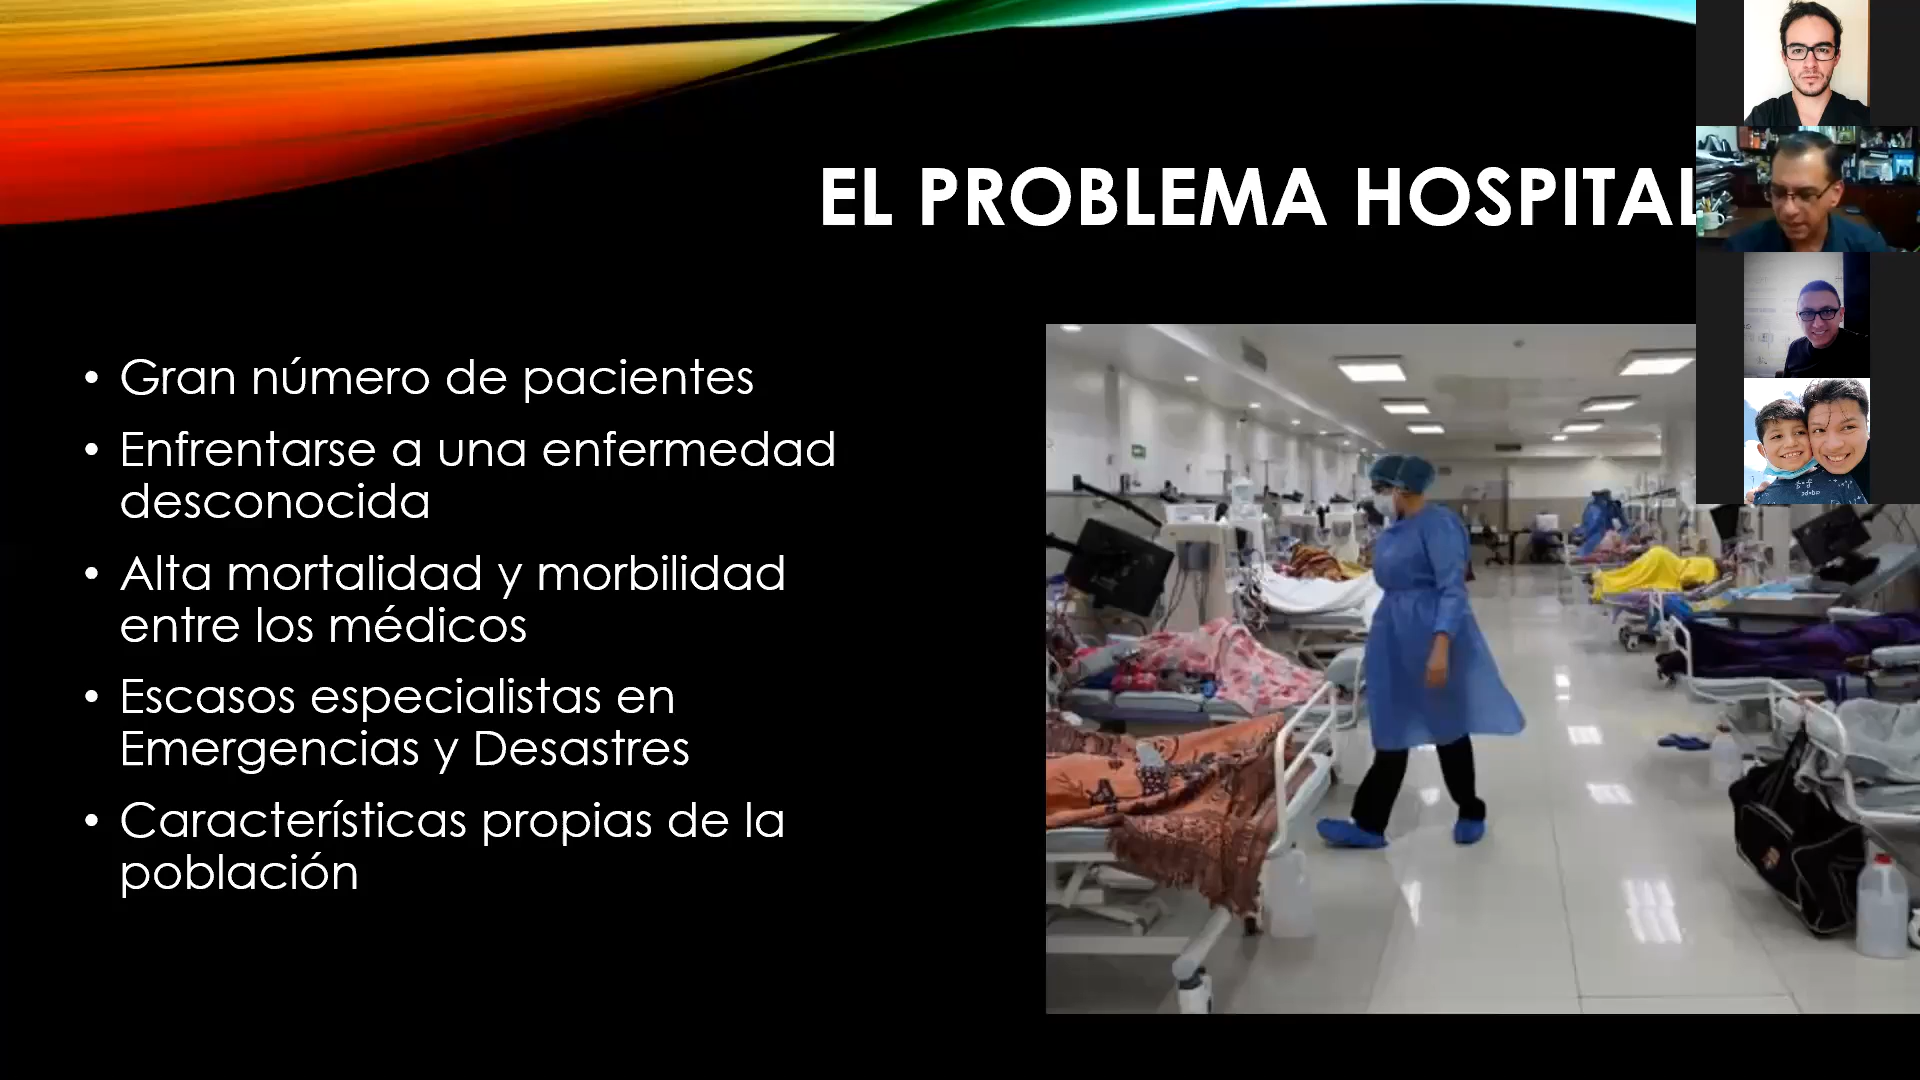 EL PROBLEMA HOSPITAL
• Gran número de pacientes
• Enfrentarse a una enfermedad
desconocida
• Alta mortalidad y morbilidad
entre los médicos
• Escasos especialistas en
Emergencias y Desastres
• Características propias de la
población